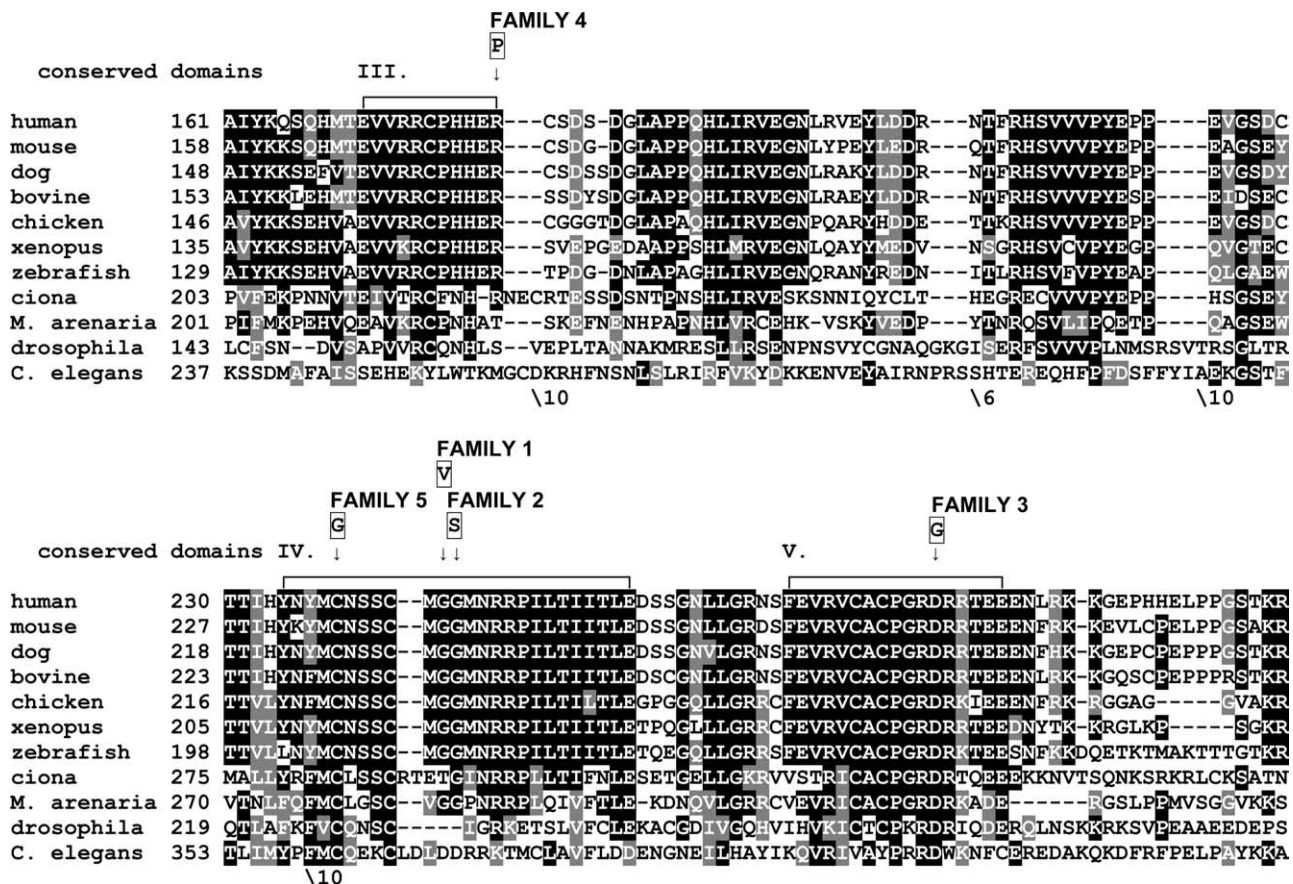 FAMILY 4
P
conserved domains III. ↓
human 161 AIYKQSQHMTEVVRRCPHHER---CSDS-DGLAPPQHLIRVEGNLRVEYLDDR---NTFRHSVVVPYEPP---EVGSDC
mouse 158 AIYKKSQHMTEVVRRCPHHER---CSDG-DGLAPPQHLIRVEGNLYPEYLEDR---QTFRHSVVVPYEPP---EAGSEY
dog 148 AIYKKSEFVTEVVRRCPHHER---CSDSSDGLAPPQHLIRVEGNLRAKYLDDR---NTFRHSVVVPYEPP---EVGSDY
bovine 153 AIYKKLEHMTEVVRRCPHHER---SSDYSDGLAPPQHLIRVEGNLRAEYLDDR---NTFRHSVVVPYESP---EIDSEC
chicken 146 AVYKKSEHVAEVVRRCPHHER---CGGGTDGLAPAQHLIRVEGNPQARYHDDE---TTKRHSVVVPYEPP---EVGSDC
xenopus 135 AVYKKSEHVAEVVKRCPHHER---SVEPGEDAAPPSHLMRVEGNLQAYYMEDV---NSGRHSVCVPYEGP---QVGTEC
zebrafish 129 AIYKKSEHVAEVVRRCPHHER---TPDG-DNLAPAGHLIRVEGNQRANYREDN---ITLRHSVFVPYEAP---QLGAEW
ciona 203 PVFEKPNNVTEIVTRCFNH-RNECRTESSDSNTPNSHLIRVESKSNNIQYCLT---HEGRECVVVPYEPP---HSGSEY
M. arenaria 201 PIFMKPEHVQEAVKRCPNHAT---SKEFNENHPAPNHLVRCEHK-VSKYVEDP---YTNRQSVLIPQETP---QAGSEW
drosophila 143 LCFSN--DVSAPVVRCQNHLS--VEPLTANNAKMRESLLRSENPNSVYCGNAQGKGISERFSVVVPLNMSRSVTRSGLTR
C. elegans 237 KSSDMAFAISSEHEKYLWTKMGCDKRHFNSNLSLRIRFVKYDKKENVEYAIRNPRSSHTEREQHFPFDSFFYIAEKGSTF
\10 \6 \10
FAMILY 1
V
FAMILY 5 FAMILY 2 FAMILY 3
G S G
conserved domains IV. ↓ ↓↓ V. ↓
human 230 TTIHYNYMCNSSC--MGGMNRRPILTIITLEDSSGNLLGRNSFEVRVCACPGRDRRTEEENLRK-KGEPHHELPPGSTKR
mouse 227 TTIHYKYMCNSSC--MGGMNRRPILTIITLEDSSGNLLGRDSFEVRVCACPGRDRRTEEENFRK-KEVLCPELPPGSAKR
dog 218 TTIHYNYMCNSSC--MGGMNRRPILTIITLEDSSGNVLGRNSFEVRVCACPGRDRRTEEENFHK-KGEPCPEPPPGSTKR
bovine 223 TTIHYNFMCNSSC--MGGMNRRPILTIITLEDSCGNLLGRNSFEVRVCACPGRDRRTEEENLRK-KGQSCPEPPPRSTKR
chicken 216 TTVLYNFMCNSSC--MGGMNRRPILTILTLEGPGGQLLGRRCFEVRVCACPGRDRKIEEENFRK-RGGAG----GVAKR
xenopus 205 TTVLYNYMCNSSC--MGGMNRRPILTIITLETPQGLLLGRRCFEVRVCACPGRDRRTEEDNYTK-KRGLKP-----SGKR
zebrafish 198 TTVLLNYMCNSSC--MGGMNRRPILTIITLETQEGQLLGRRSFEVRVCACPGRDRKTEESNFKKDQETKTMAKTTTGTKR
ciona 275 MALLYRFMCLSSCRTETGINRRPLLTIFNLESETGELLGKRVVSTRICACPGRDRTQEEEKKNVTSQNKSRKRLCKSATN
M. arenaria 270 VTNLFQFMCLGSC--VGGPNRRPLQIVFTLE-KDNQVLGRRCVEVRICACPGRDRKADE------RGSLPPMVSGGVKKS
drosophila 219 QTLAFKFVCQNSC-----IGRKETSLVFCLEKACGDIVGQHVIHVKICTCPKRDRIQDERQLNSKKRKSVPEAAEEDEPS
C. elegans 353 TLIMYPFMCQEKCLDLDDRRKTMCLAVFLDDENGNEILHAYIKQVRIVAYPRRDWKNFCEREDAKQKDFRFPELPAYKKA
\10